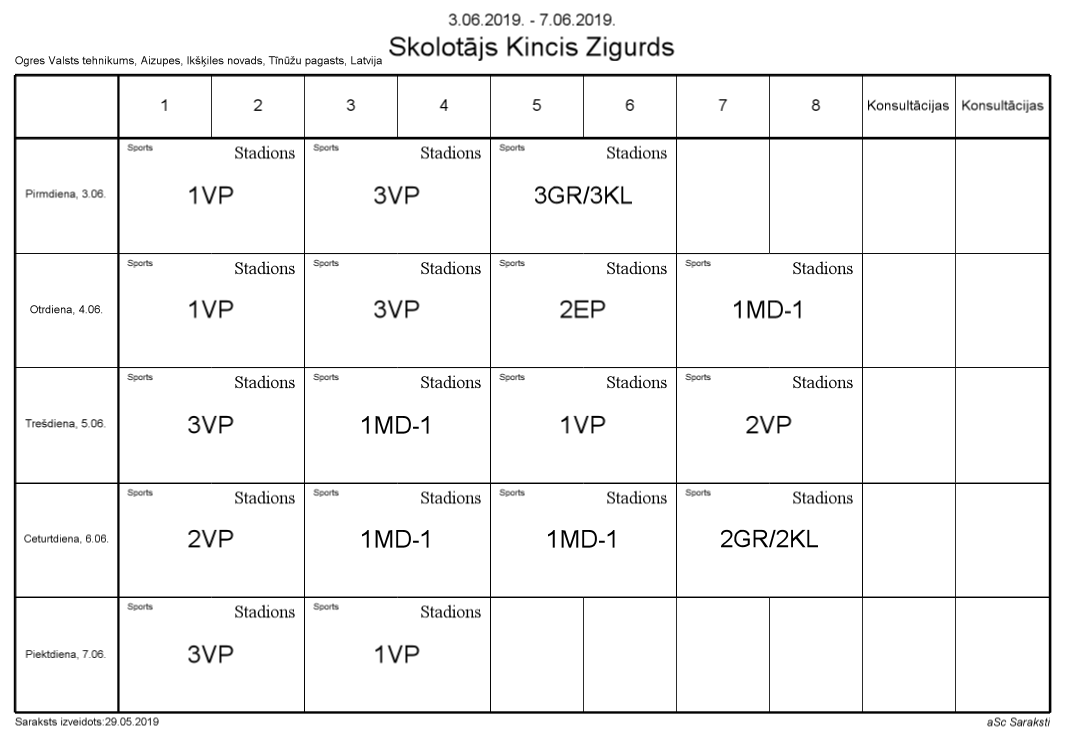 3.06.2019. - 7.06.2019.
Skolotājs Kincis Zigurds
Ogres Valsts tehnikums, Aizupes, Ikšķiles novads, Tīnūžu pagasts, Latvija
1 2 3 4 5 6 7 8 Konsultācijas Konsultācijas
Sports Stadions Sports Stadions Sports Stadions
Pirmdiena, 3.06. 1VP 3VP 3GR/3KL
Sports Stadions Sports Stadions Sports Stadions Sports Stadions
Otrdiena, 4.06. 1VP 3VP 2EP 1MD-1
Sports Stadions Sports Stadions Sports Stadions Sports Stadions
Trešdiena, 5.06. 3VP 1MD-1 1VP 2VP
Sports Stadions Sports Stadions Sports Stadions Sports Stadions
Ceturtdiena, 6.06. 2VP 1MD-1 1MD-1 2GR/2KL
Sports Stadions Sports Stadions
Piektdiena, 7.06. 3VP 1VP
Saraksts izveidots:29.05.2019 aSc Saraksti